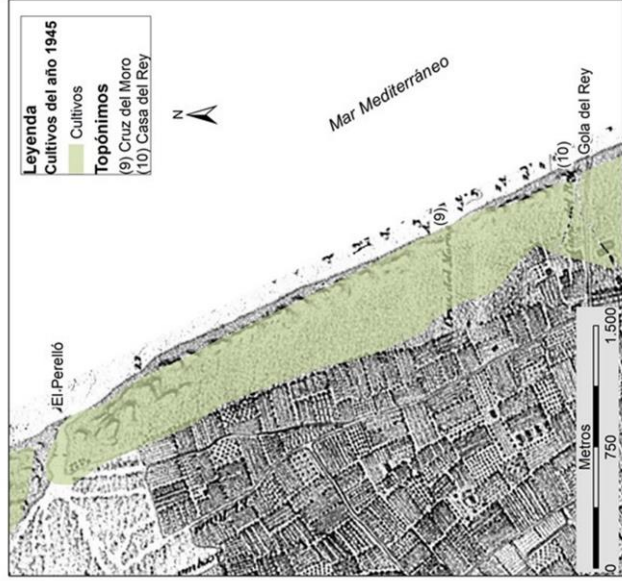 Leyenda
Cultivos del año 1945
Cultivos
Topónimos
(9) Cruz del Moro
(10) Casa del Rey
N
Mar Mediterráneo
El Perelló
(9)
(10)
Gola del Rey
Metros
0
750
1.500